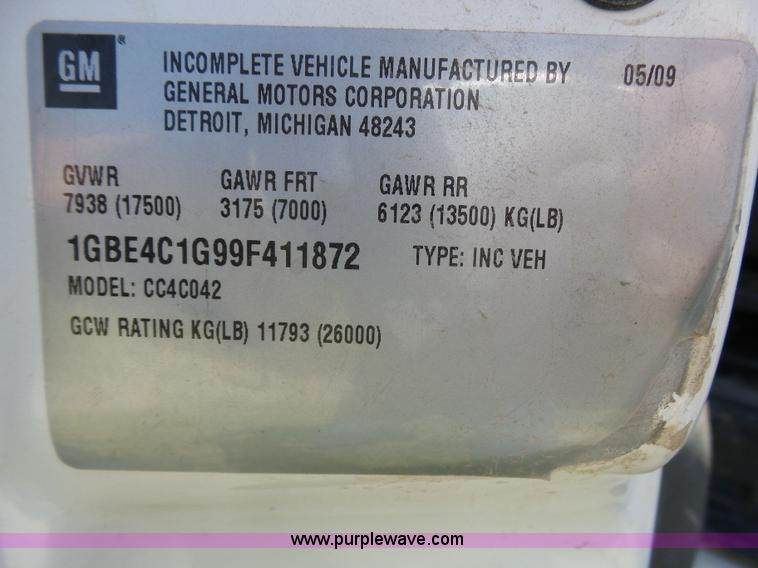 GM®
INCOMPLETE VEHICLE MANUFACTURED BY 05/09
GENERAL MOTORS CORPORATION
DETROIT, MICHIGAN 48243
GVWR GAWR FRT GAWR RR
7938 (17500) 3175 (7000) 6123 (13500) KG(LB)
1GBE4C1G99F411872 TYPE: INC VEH
MODEL: CC4C042
GCW RATING KG(LB) 11793 (26000)
www.purplewave.com